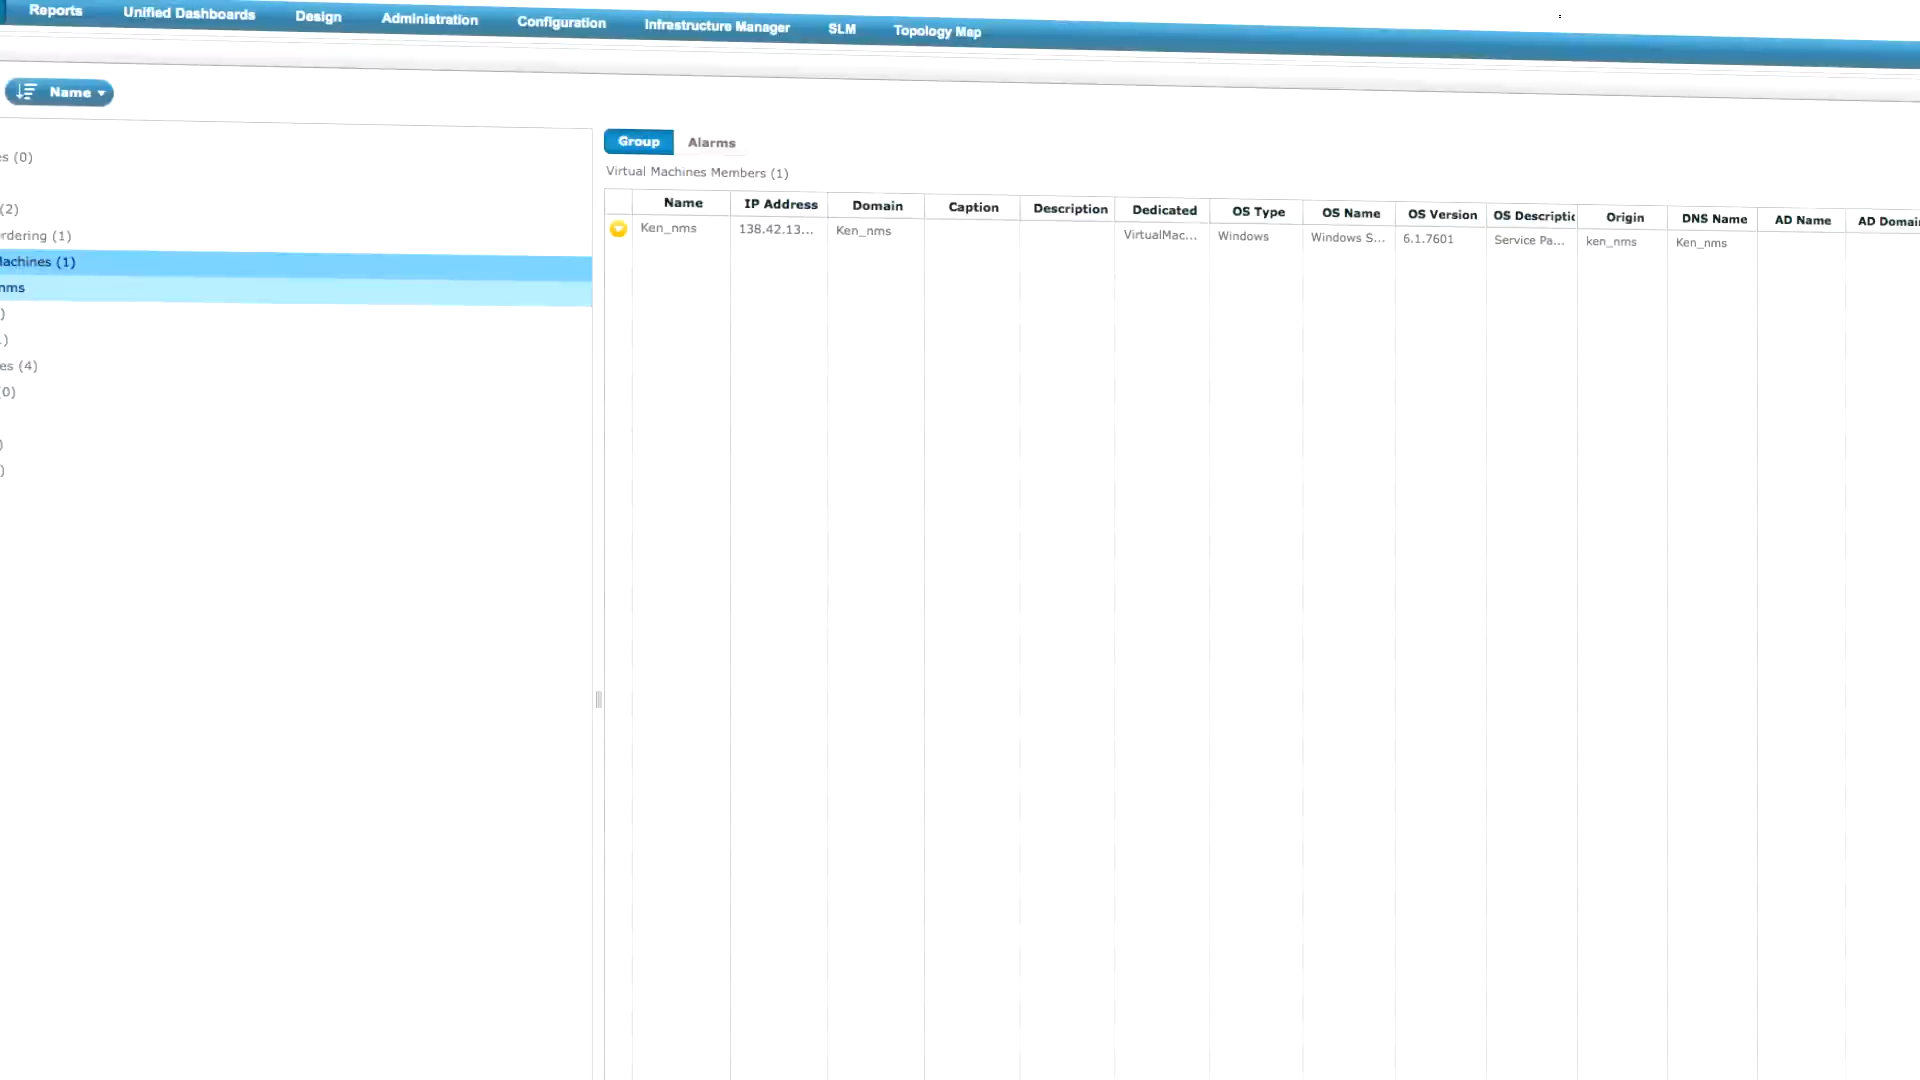 Reports Unified Dashboards Design Administration Configuration Infrastructure Manager SLM Topology Map
Name
Group Alarms
Virtual Machines Members (1)
Name IP Address Domain Caption Description Dedicated OS Type OS Name OS Version OS Descriptic Origin DNS Name AD Name AD Domai
Ken_nms 138.42.13... Ken_nms VirtualMac... Windows Windows S... 6.1.7601 Service Pa... ken_nms Ken_nms
es (0)
(2)
rdering (1)
achines (1)
nms
)
.)
es (4)
(0)
)
)